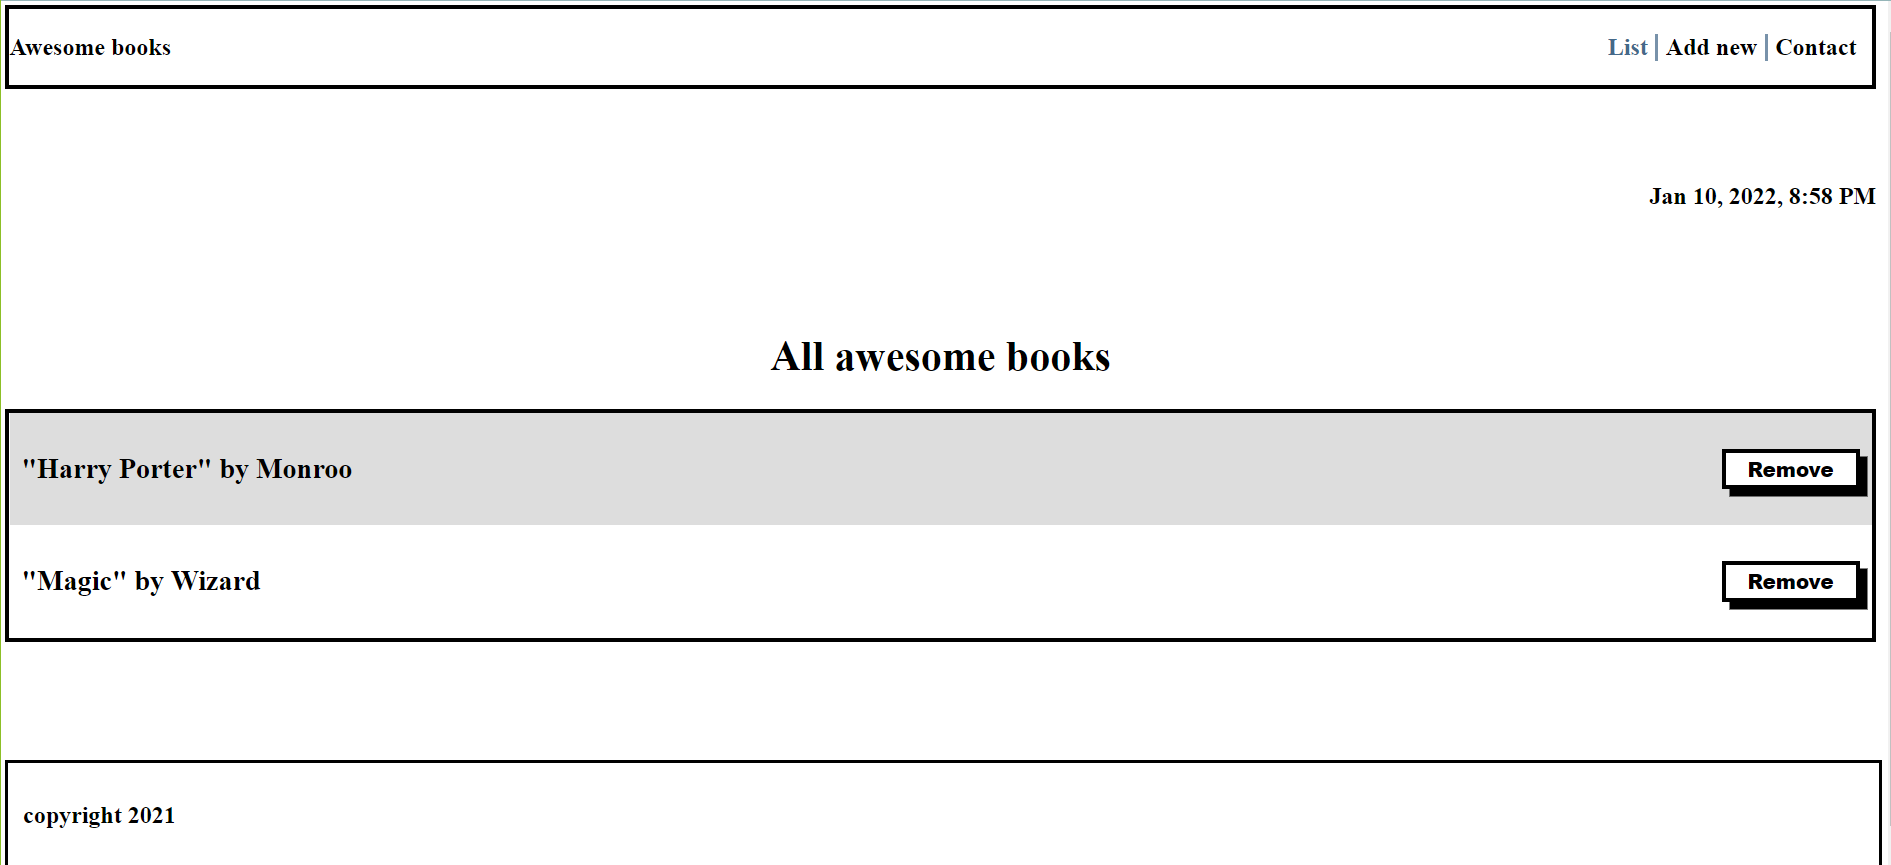 Awesome books
List | Add new | Contact
Jan 10, 2022, 8:58 PM
All awesome books
"Harry Porter" by Monroo
Remove
"Magic" by Wizard
Remove
copyright 2021